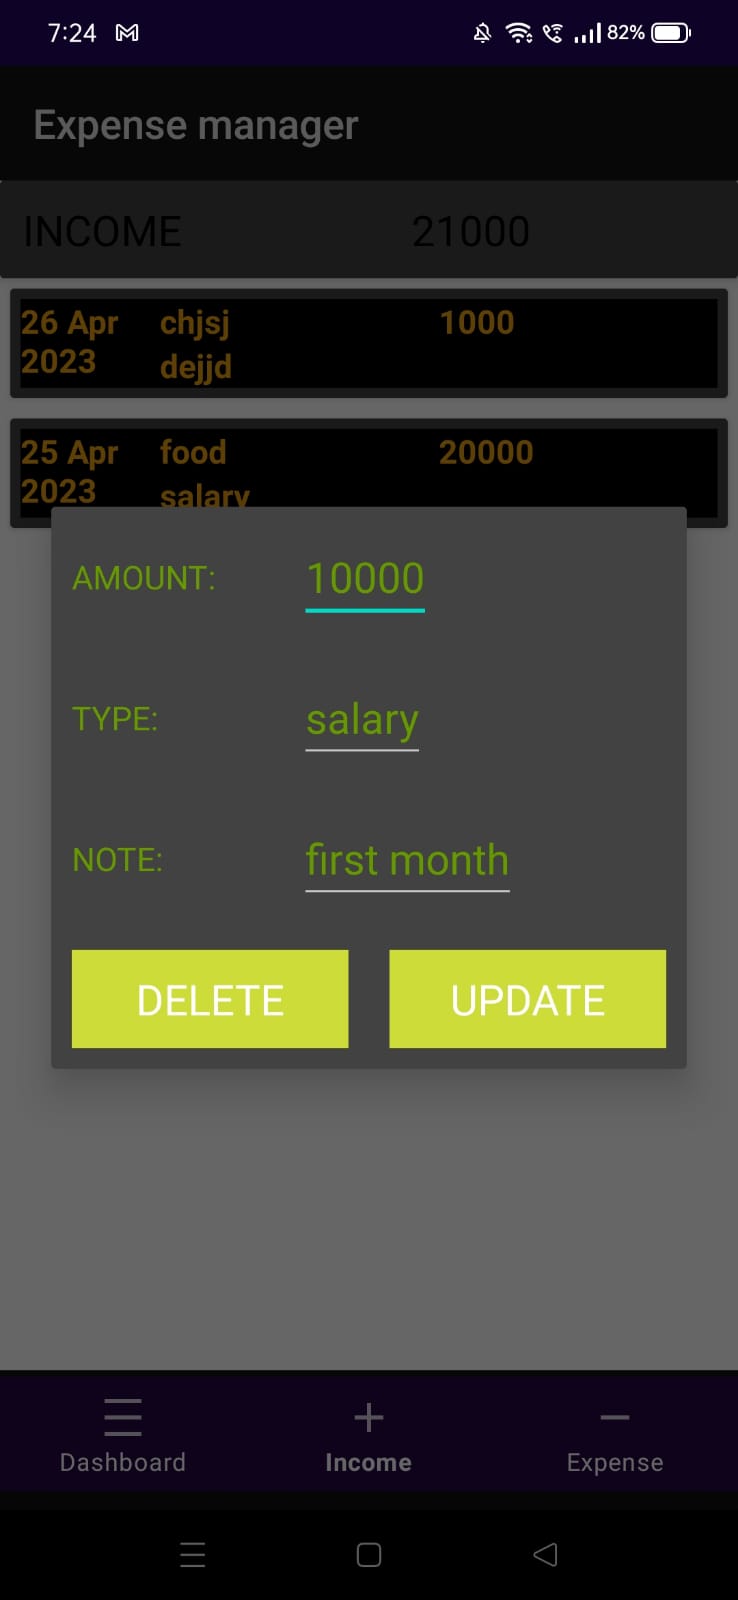 7:24 82%
Expense manager
INCOME 21000
26 Apr chjsj 1000
2023 dejjd
25 Apr food 20000
2023 salary
AMOUNT: 10000
TYPE: salary
NOTE: first month
DELETE UPDATE
Dashboard Income Expense